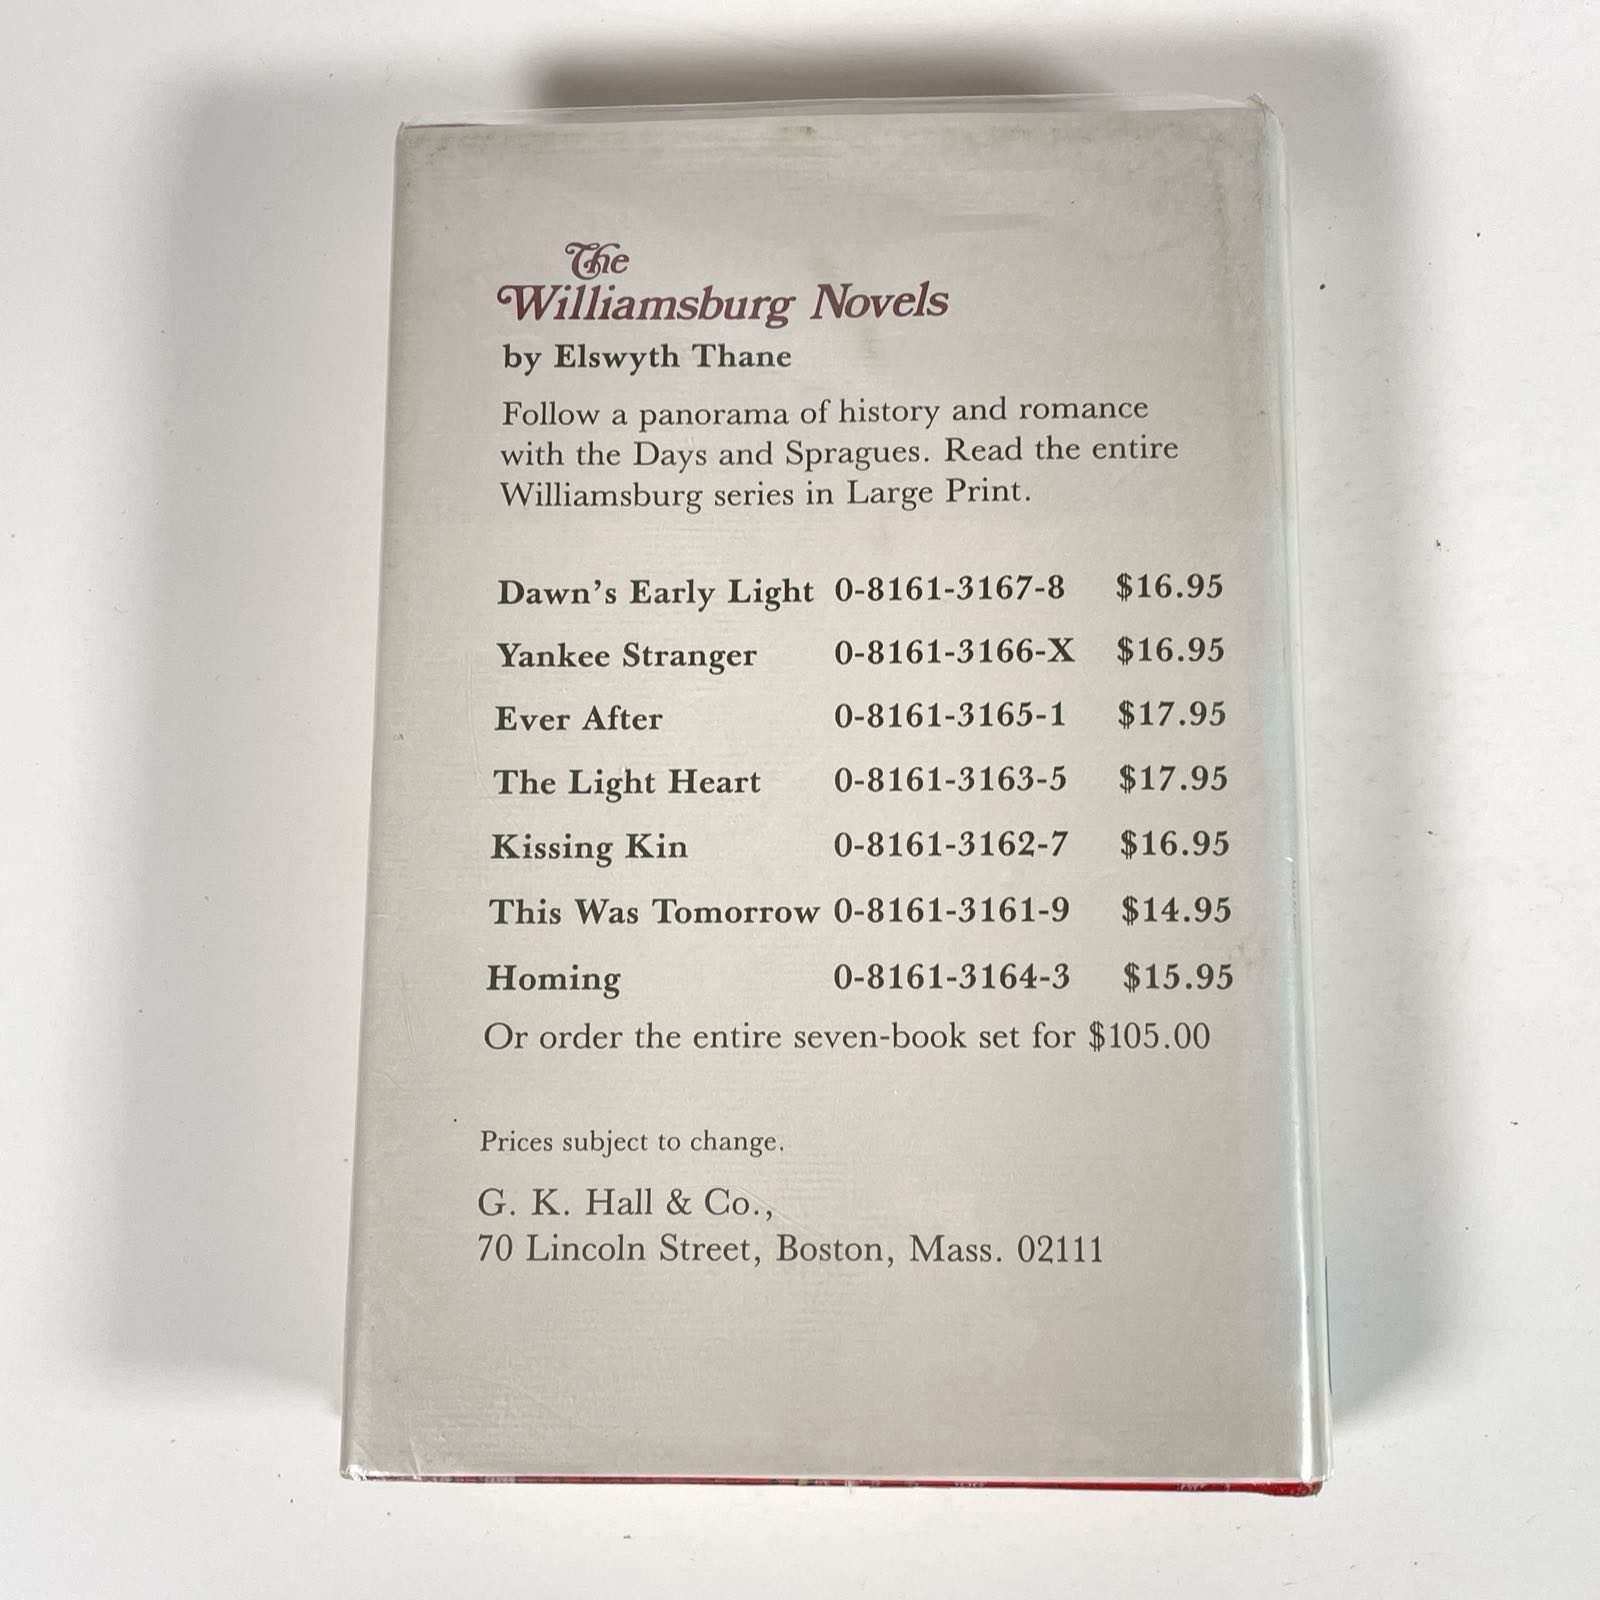 The
Williamsburg Novels
by Elswyth Thane
Follow a panorama of history and romance
with the Days and Spragues. Read the entire
Williamsburg series in Large Print.
Dawn's Early Light 0-8161-3167-8 $16.95
Yankee Stranger 0-8161-3166-X $16.95
Ever After 0-8161-3165-1 $17.95
The Light Heart 0-8161-3163-5 $17.95
Kissing Kin 0-8161-3162-7 $16.95
This Was Tomorrow 0-8161-3161-9 $14.95
Homing 0-8161-3164-3 $15.95
Or order the entire seven-book set for $105.00
Prices subject to change.
G. K. Hall & Co.,
70 Lincoln Street, Boston, Mass. 02111